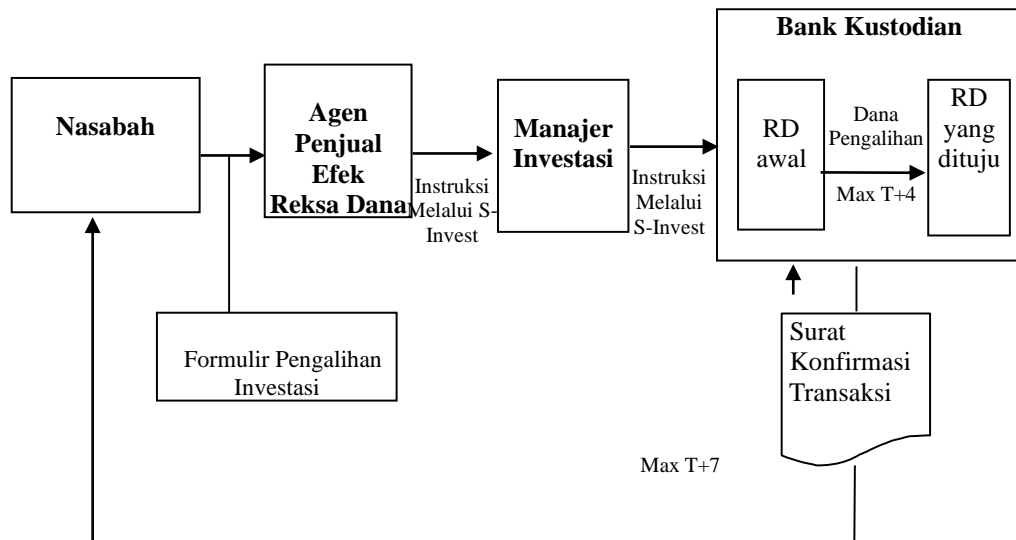 Bank Kustodian
Nasabah
Agen
Penjual
Efek
Reksa Dana
Instruksi
Melalui S-
Invest
Manajer
Investasi
Instruksi
Melalui
S-Invest
RD
awal
Dana
Pengalihan
Max T+4
RD
yang
dituju
Formulir Pengalihan
Investasi
Surat
Konfirmasi
Transaksi
Max T+7